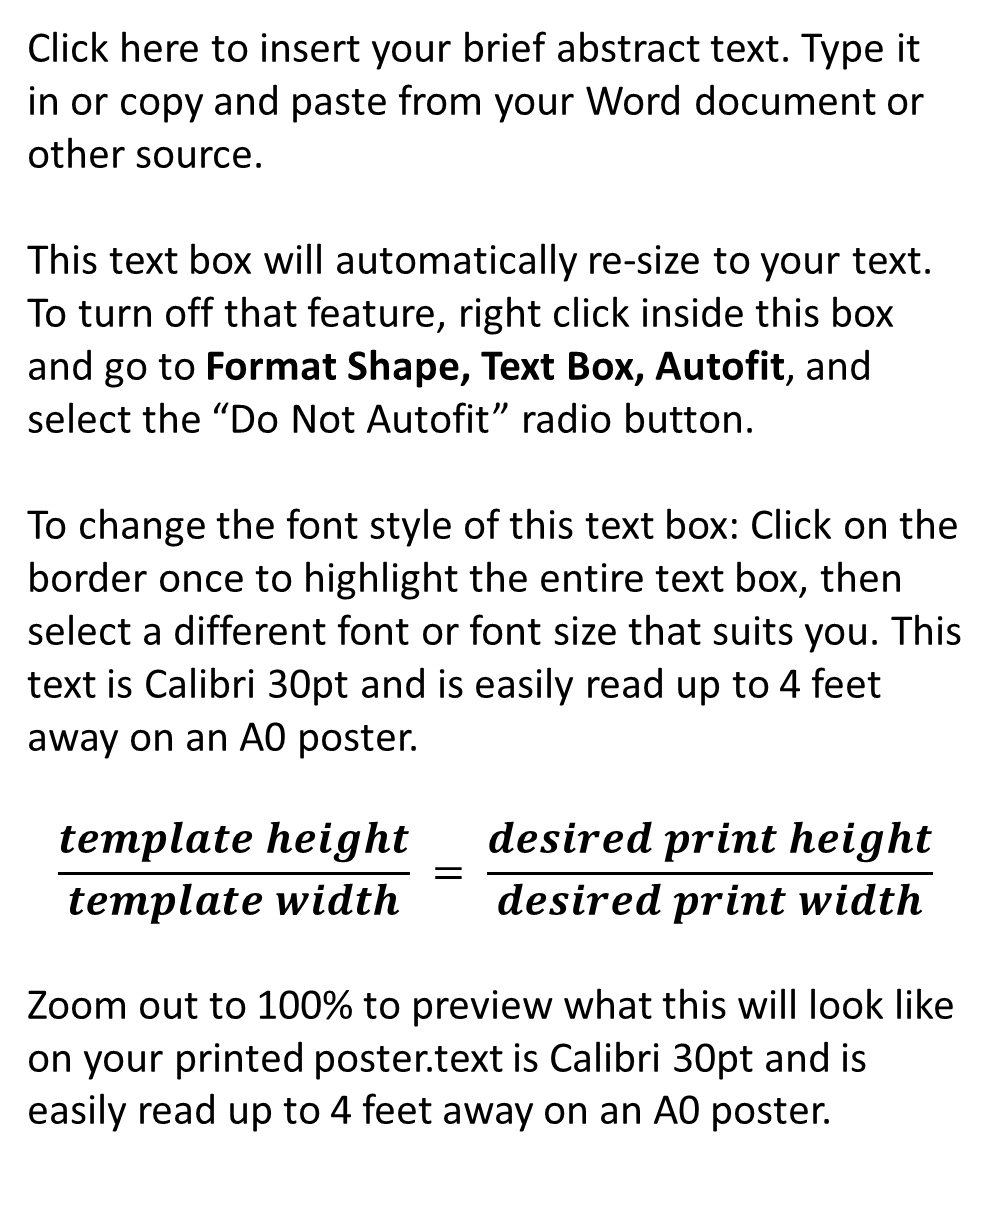 Click here to insert your brief abstract text. Type it
in or copy and paste from your Word document or
other source.
This text box will automatically re-size to your text.
To turn off that feature, right click inside this box
and go to Format Shape, Text Box, Autofit, and
select the “Do Not Autofit” radio button.
To change the font style of this text box: Click on the
border once to highlight the entire text box, then
select a different font or font size that suits you. This
text is Calibri 30pt and is easily read up to 4 feet
away on an A0 poster.
template height / template width = desired print height / desired print width
Zoom out to 100% to preview what this will look like
on your printed poster.text is Calibri 30pt and is
easily read up to 4 feet away on an A0 poster.